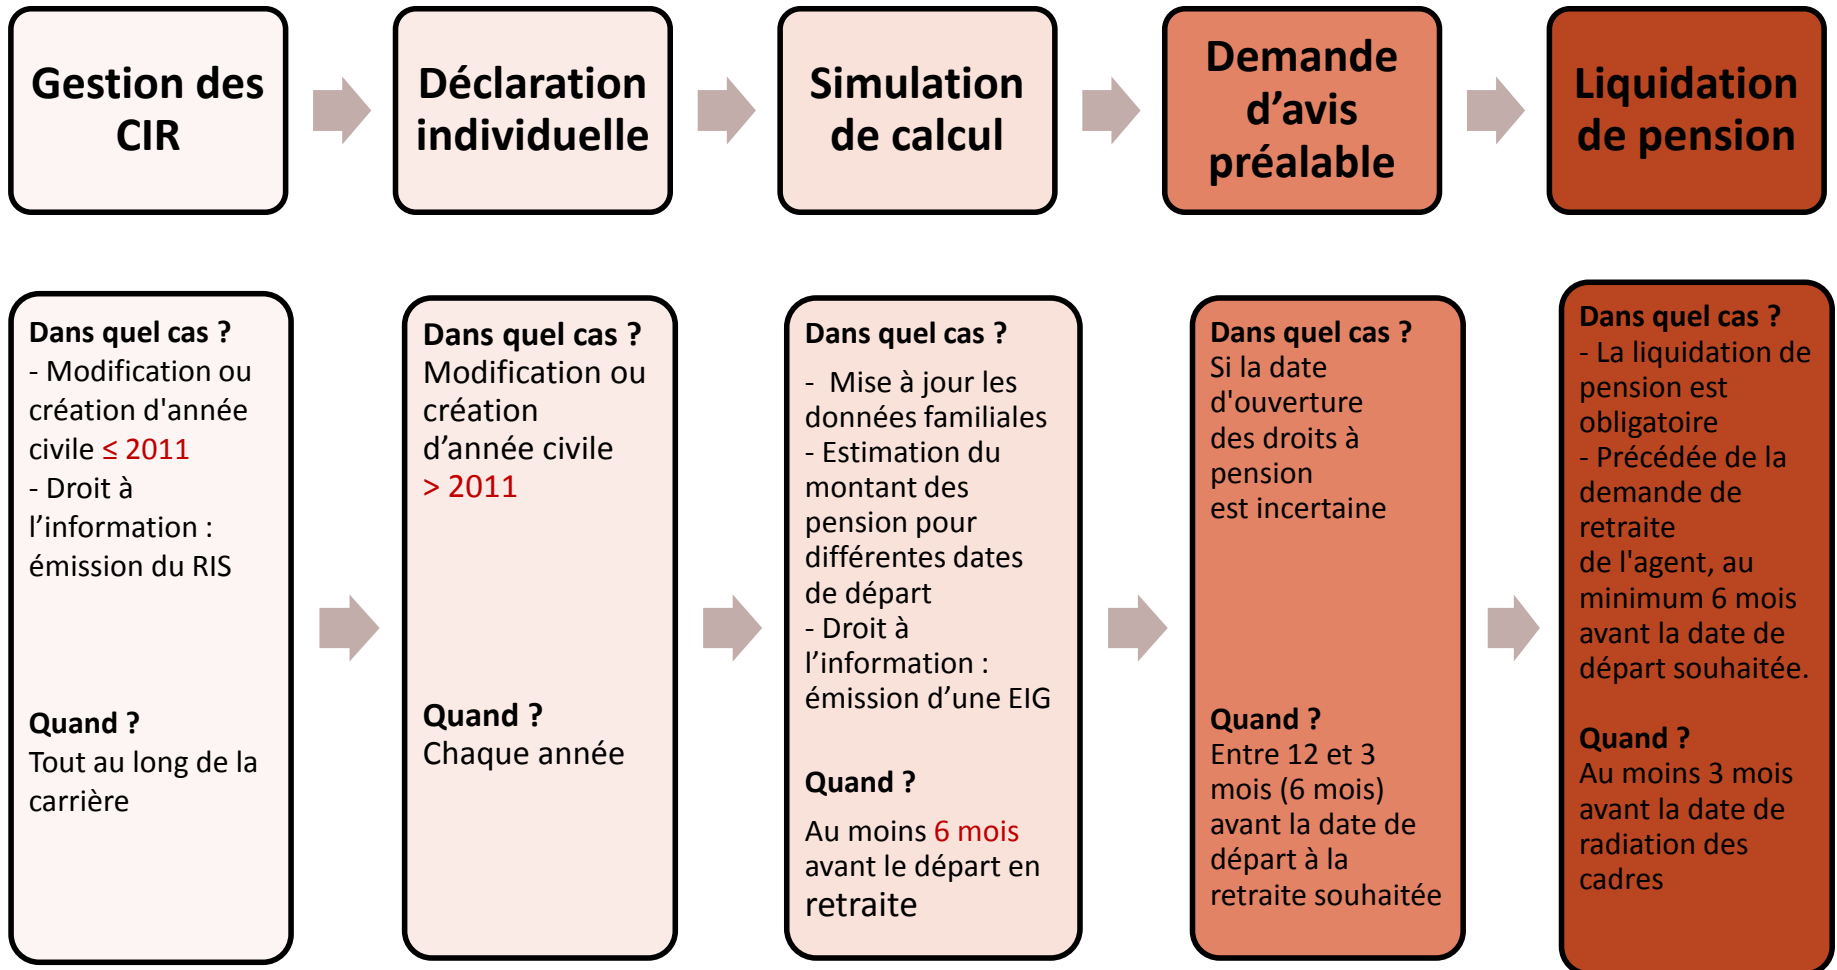 Gestion des
CIR
Déclaration
individuelle
Simulation
de calcul
Demande
d’avis
préalable
Liquidation
de pension
Dans quel cas ?
- Modification ou
création d'année
civile ≤ 2011
- Droit à
l’information :
émission du RIS
Quand ?
Tout au long de la
carrière
Dans quel cas ?
Modification ou
création
d’année civile
> 2011
Quand ?
Chaque année
Dans quel cas ?
- Mise à jour les
données familiales
- Estimation du
montant des
pension pour
différentes dates
de départ
- Droit à
l’information :
émission d’une EIG
Quand ?
Au moins 6 mois
avant le départ en
retraite
Dans quel cas ?
Si la date
d'ouverture
des droits à
pension
est incertaine
Quand ?
Entre 12 et 3
mois (6 mois)
avant la date de
départ à la
retraite souhaitée
Dans quel cas ?
- La liquidation de
pension est
obligatoire
- Précédée de la
demande de
retraite
de l'agent, au
minimum 6 mois
avant la date de
départ souhaitée.
Quand ?
Au moins 3 mois
avant la date de
radiation des
cadres